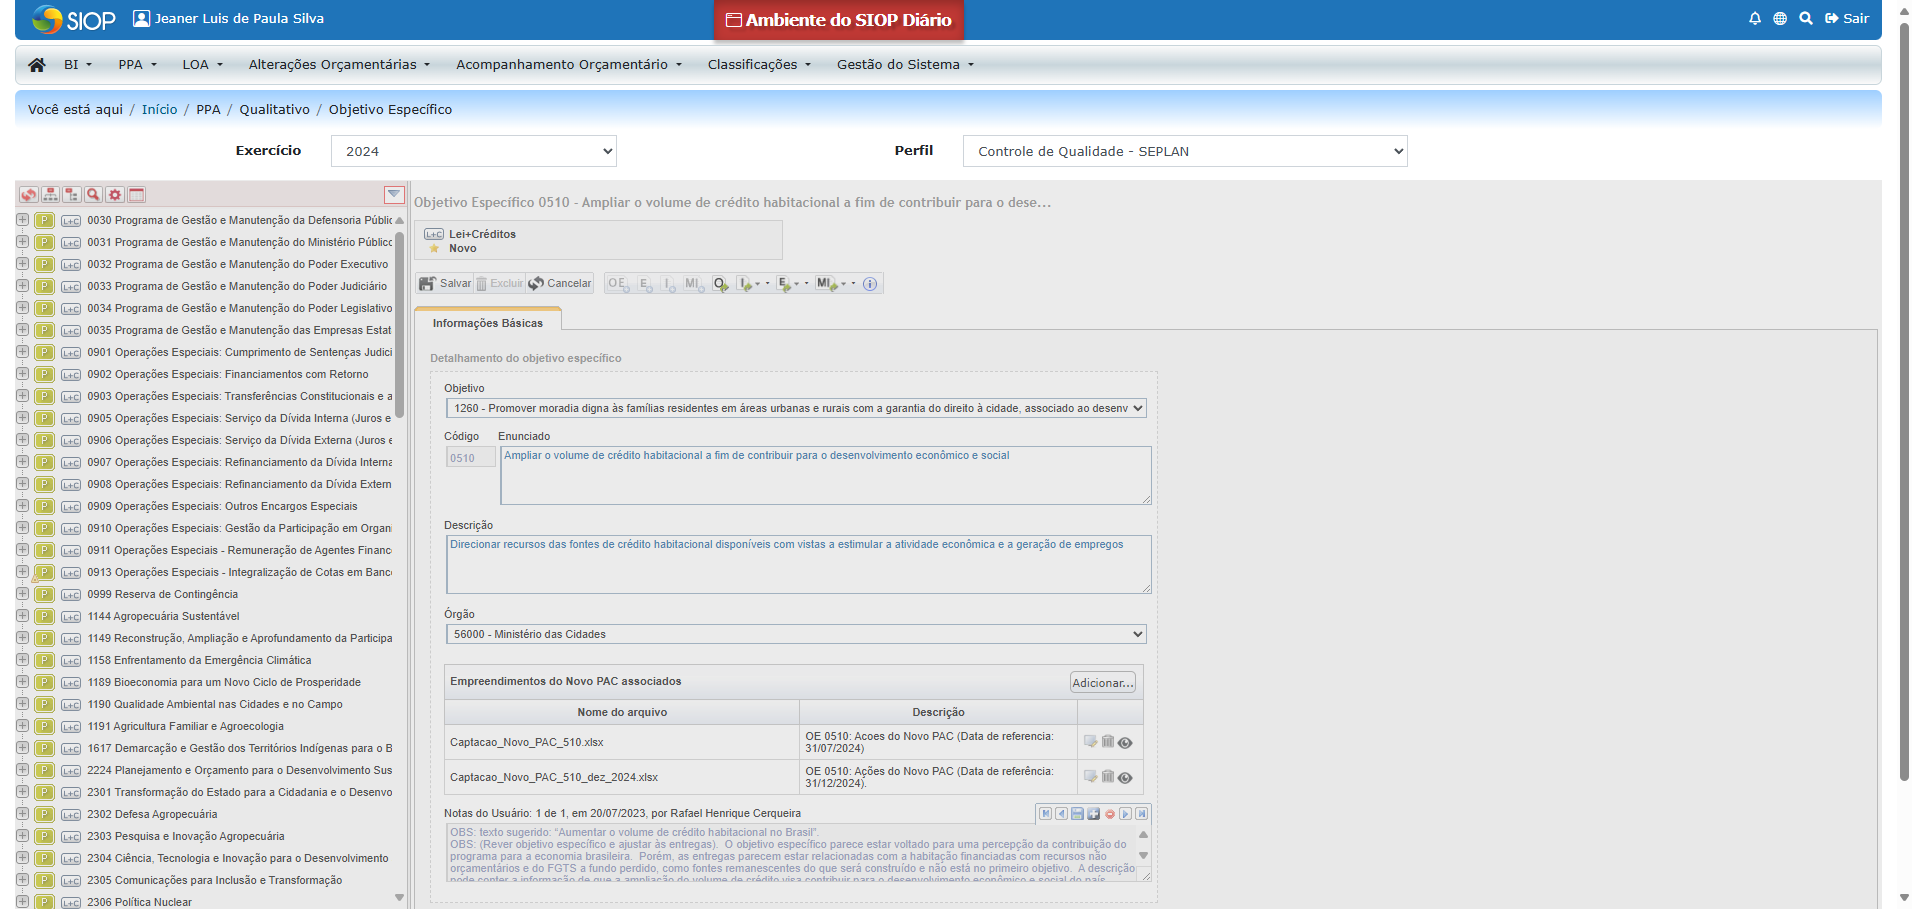 SIOP
Jeaner Luis de Paula Silva
Ambiente do SIOP Diário
Sair
BI
PPA
LOA
Alterações Orçamentárias
Acompanhamento Orçamentário
Classificações
Gestão do Sistema
Você está aqui / Início / PPA / Qualitativo / Objetivo Específico
Exercício
2024
Perfil
Controle de Qualidade - SEPLAN
P L+C 0030 Programa de Gestão e Manutenção da Defensoria Públic
P L+C 0031 Programa de Gestão e Manutenção do Ministério Público
P L+C 0032 Programa de Gestão e Manutenção do Poder Executivo
P L+C 0033 Programa de Gestão e Manutenção do Poder Judiciário
P L+C 0034 Programa de Gestão e Manutenção do Poder Legislativo
P L+C 0035 Programa de Gestão e Manutenção das Empresas Estat
P L+C 0901 Operações Especiais: Cumprimento de Sentenças Judici
P L+C 0902 Operações Especiais: Financiamentos com Retorno
P L+C 0903 Operações Especiais: Transferências Constitucionais e a
P L+C 0905 Operações Especiais: Serviço da Dívida Interna (Juros e
P L+C 0906 Operações Especiais: Serviço da Dívida Externa (Juros e
P L+C 0907 Operações Especiais: Refinanciamento da Dívida Interna
P L+C 0908 Operações Especiais: Refinanciamento da Dívida Extern
P L+C 0909 Operações Especiais: Outros Encargos Especiais
P L+C 0910 Operações Especiais: Gestão da Participação em Organi
P L+C 0911 Operações Especiais - Remuneração de Agentes Financ
P L+C 0913 Operações Especiais - Integralização de Cotas em Banc
P L+C 0999 Reserva de Contingência
P L+C 1144 Agropecuária Sustentável
P L+C 1149 Reconstrução, Ampliação e Aprofundamento da Participa
P L+C 1158 Enfrentamento da Emergência Climática
P L+C 1189 Bioeconomia para um Novo Ciclo de Prosperidade
P L+C 1190 Qualidade Ambiental nas Cidades e no Campo
P L+C 1191 Agricultura Familiar e Agroecologia
P L+C 1617 Demarcação e Gestão dos Territórios Indígenas para o B
P L+C 2224 Planejamento e Orçamento para o Desenvolvimento Sus
P L+C 2301 Transformação do Estado para a Cidadania e o Desenvo
P L+C 2302 Defesa Agropecuária
P L+C 2303 Pesquisa e Inovação Agropecuária
P L+C 2304 Ciência, Tecnologia e Inovação para o Desenvolvimento
P L+C 2305 Comunicações para Inclusão e Transformação
P L+C 2306 Política Nuclear
Objetivo Específico 0510 - Ampliar o volume de crédito habitacional a fim de contribuir para o dese...
L+C Lei+Créditos
Novo
Salvar Excluir Cancelar OE E I MI O I E MI
Informações Básicas
Detalhamento do objetivo específico
Objetivo
1260 - Promover moradia digna às famílias residentes em áreas urbanas e rurais com a garantia do direito à cidade, associado ao desenv
Código Enunciado
0510
Ampliar o volume de crédito habitacional a fim de contribuir para o desenvolvimento econômico e social
Descrição
Direcionar recursos das fontes de crédito habitacional disponíveis com vistas a estimular a atividade econômica e a geração de empregos
Órgão
56000 - Ministério das Cidades
Empreendimentos do Novo PAC associados
Adicionar...
Nome do arquivo Descrição
Captacao_Novo_PAC_510.xlsx
OE 0510: Acoes do Novo PAC (Data de referencia:
31/07/2024)
Captacao_Novo_PAC_510_dez_2024.xlsx
OE 0510: Ações do Novo PAC (Data de referência:
31/12/2024).
Notas do Usuário: 1 de 1, em 20/07/2023, por Rafael Henrique Cerqueira
OBS: texto sugerido: “Aumentar o volume de crédito habitacional no Brasil”.
OBS: (Rever objetivo específico e ajustar às entregas). O objetivo específico parece estar voltado para uma percepção da contribuição do
programa para a economia brasileira. Porém, as entregas parecem estar relacionadas com a habitação financiadas com recursos não
orçamentários e do FGTS a fundo perdido, como fontes remanescentes do que será construído e não está no primeiro objetivo. A descrição
pode conter a informação de que a ampliação do volume de crédito visa contribuir para o desenvolvimento econômico e social do país.